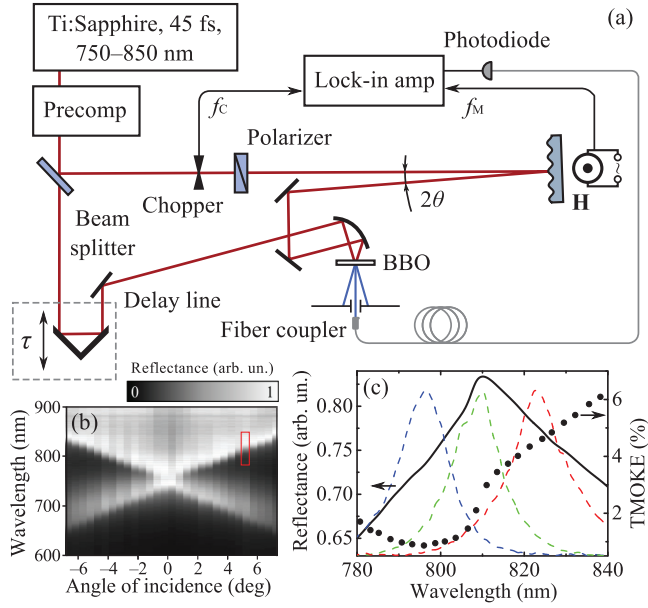 (a)
Ti:Sapphire, 45 fs,
750–850 nm
Precomp
Photodiode
Lock-in amp
fC
fM
Polarizer
Chopper
2θ
H
~
Beam
splitter
BBO
Delay line
Fiber coupler
τ
Reflectance (arb. un.)
0
1
(b)
900
800
700
600
Wavelength (nm)
−6 −4 −2 0 2 4 6
Angle of incidence (deg)
(c)
0.80
0.75
0.70
0.65
Reflectance (arb. un.)
6
4
2
TMOKE (%)
780 800 820 840
Wavelength (nm)